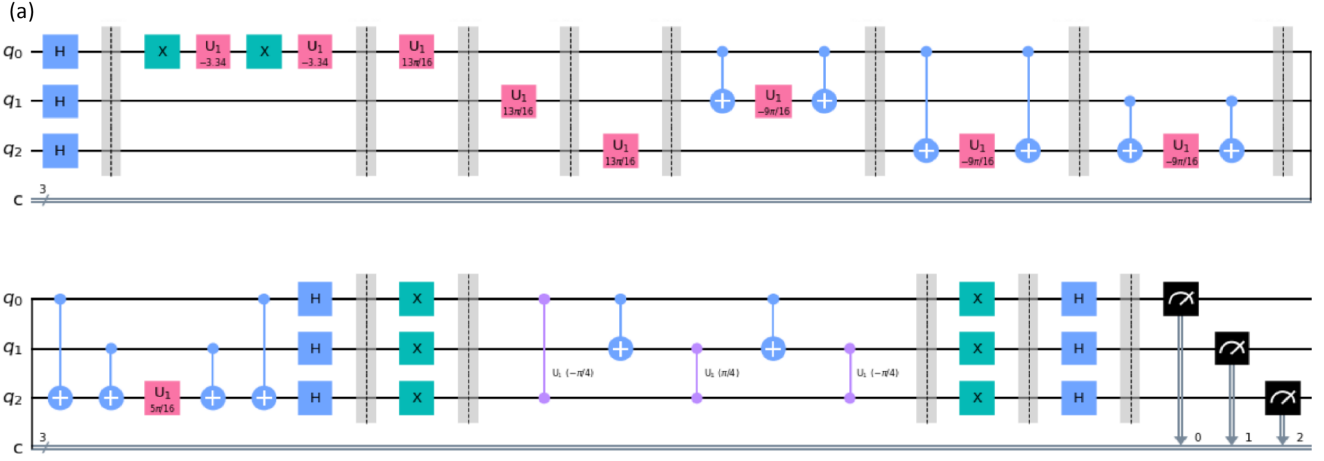 (a)
q0 H X U1 -3.34 X U1 -3.34 U1 13π/16
q1 H U1 13π/16 U1 -9π/16
q2 H U1 13π/16 U1 -9π/16 U1 -9π/16
c 3
q0 H X X H
q1 H X U1 (-π/4) U1 (π/4) U1 (-π/4) X H
q2 U1 5π/16 H X X H
c 3 0 1 2